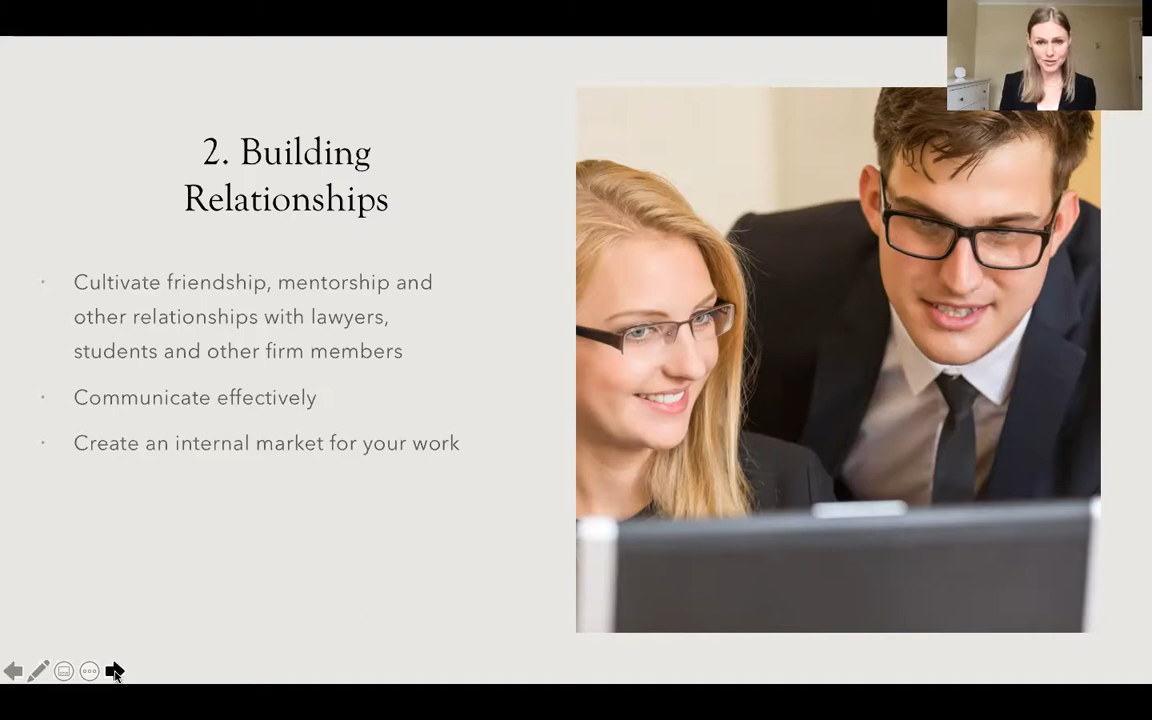 2. Building
Relationships
· Cultivate friendship, mentorship and
other relationships with lawyers,
students and other firm members
· Communicate effectively
· Create an internal market for your work